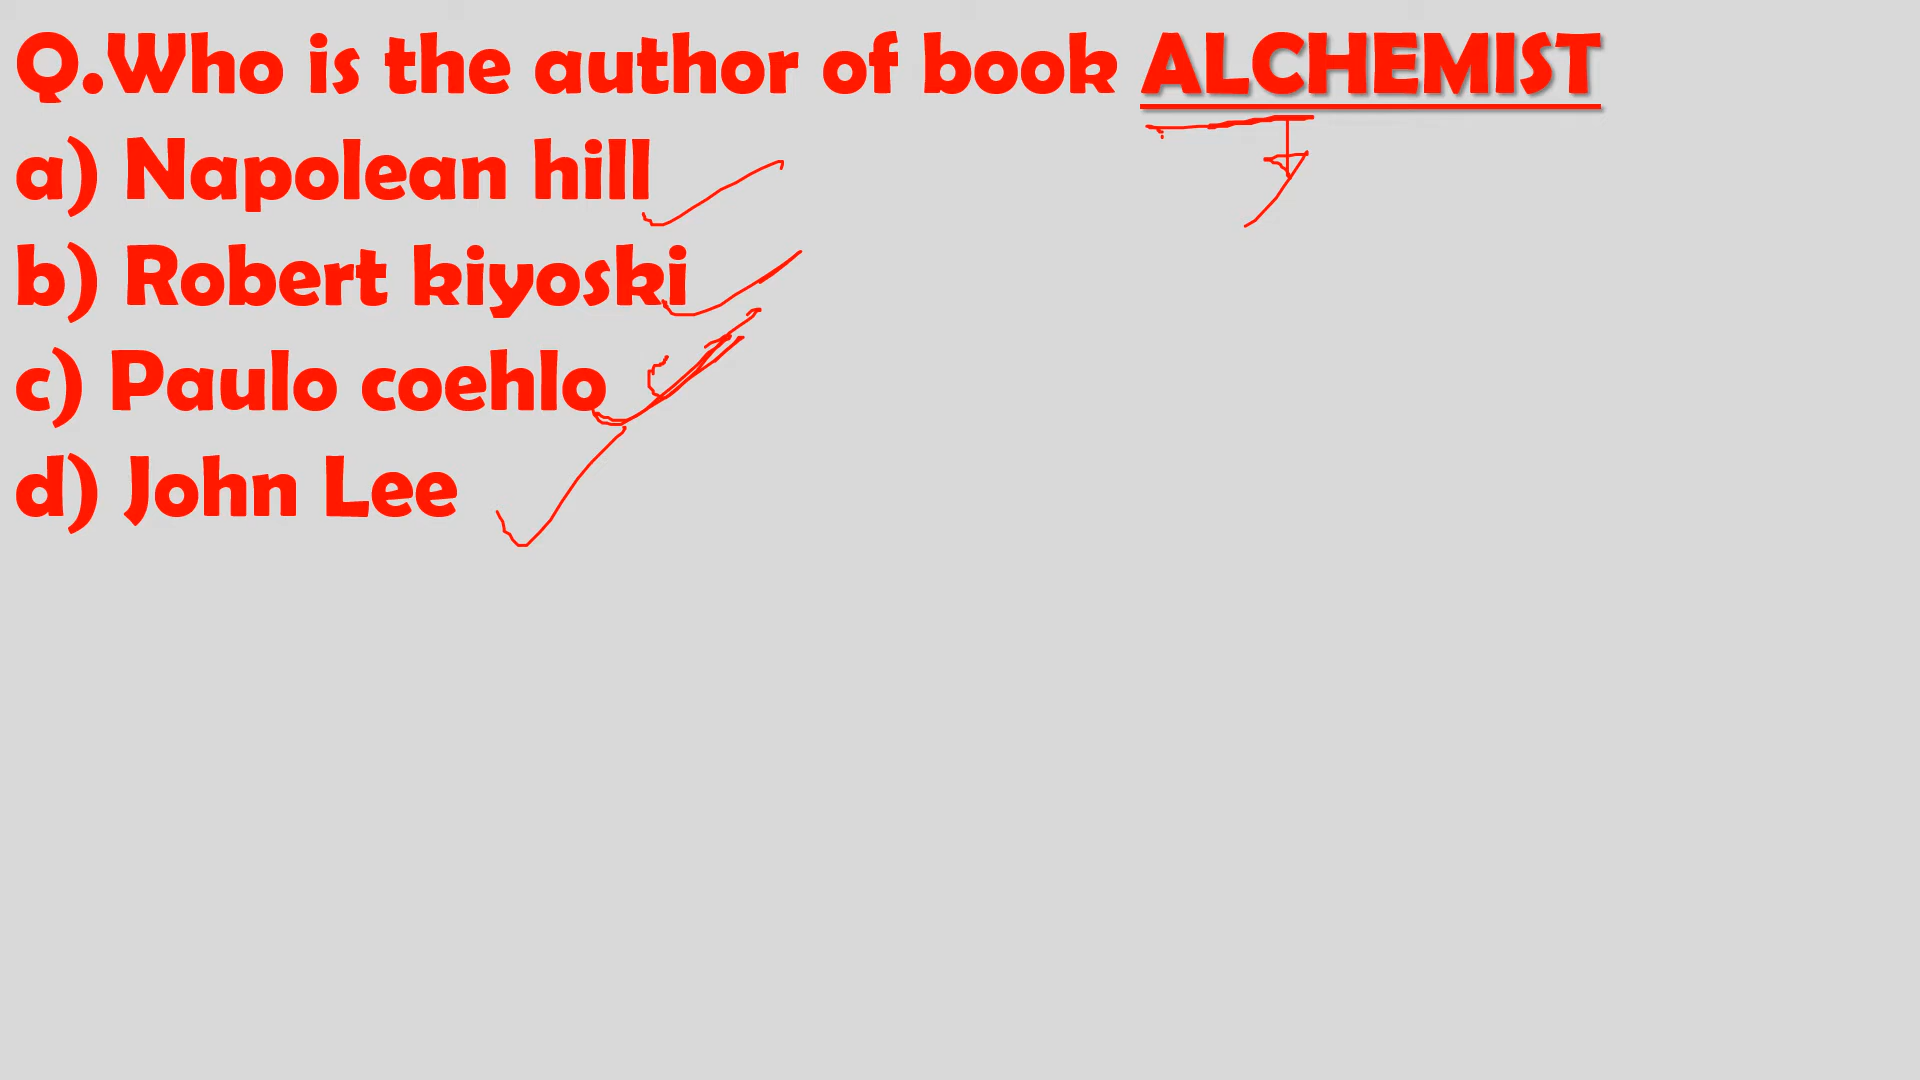 Q.Who is the author of book ALCHEMIST
a) Napolean hill
b) Robert kiyoski
c) Paulo coehlo
d) John Lee